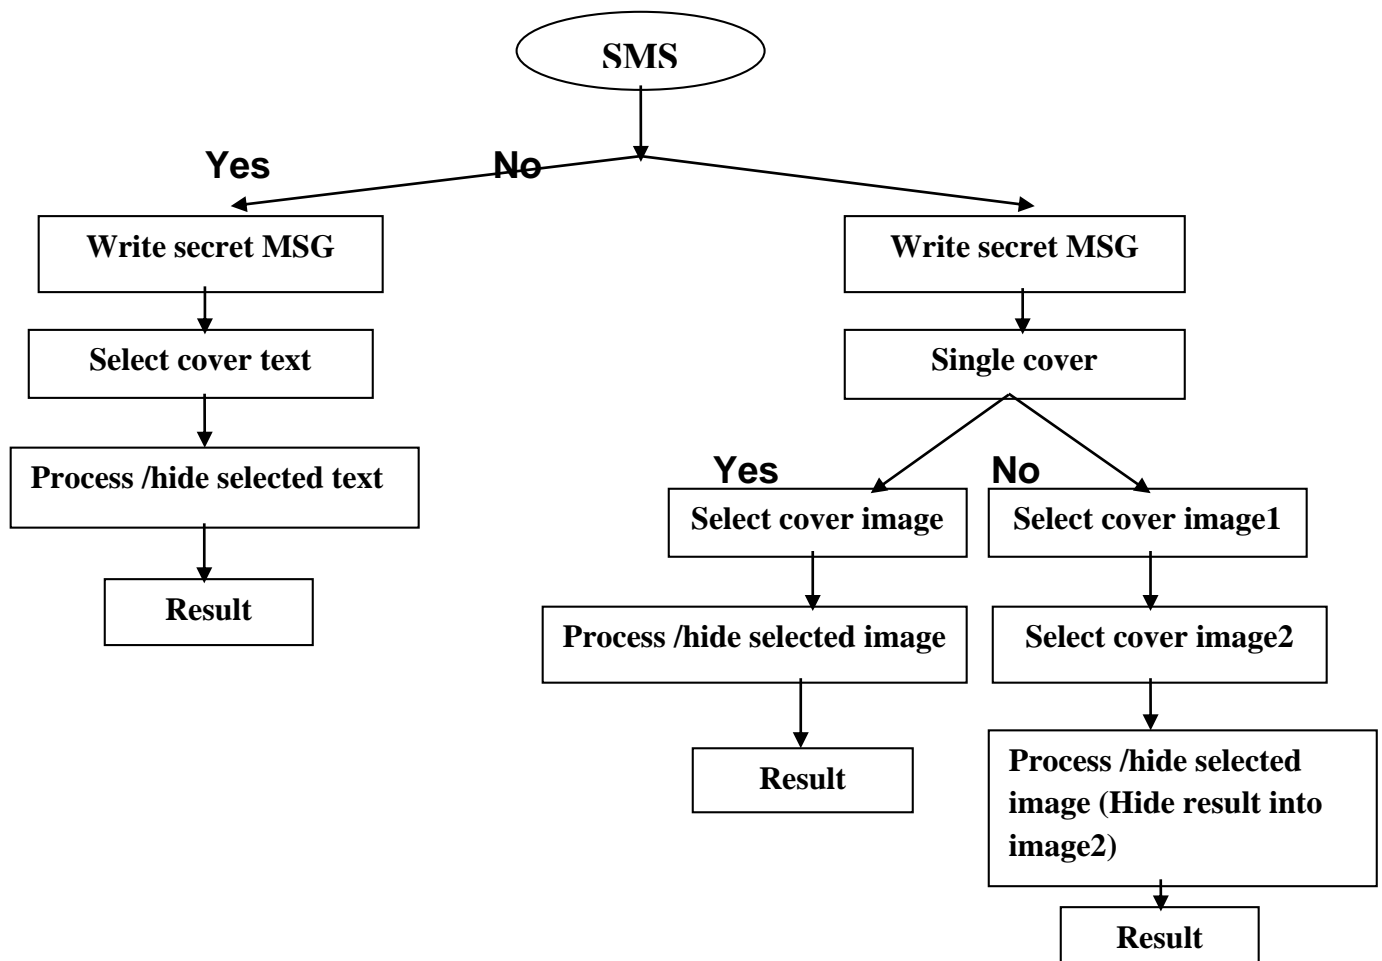 SMS
Yes
No
Write secret MSG
Write secret MSG
Select cover text
Single cover
Process /hide selected text
Yes
No
Select cover image
Select cover image1
Result
Process /hide selected image
Select cover image2
Result
Process /hide selected
image (Hide result into
image2)
Result